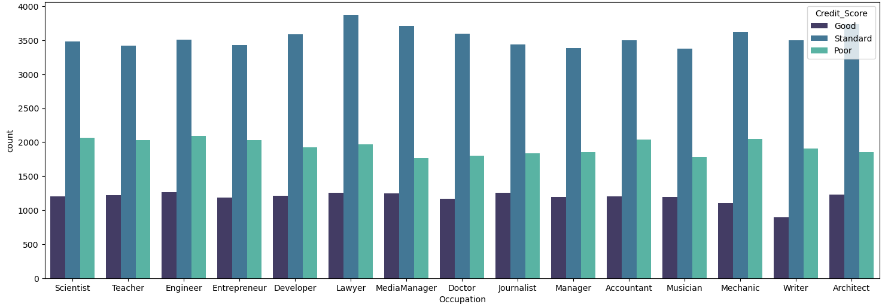 4000
3500
3000
2500
2000
1500
1000
500
0
count
Credit_Score
Good
Standard
Poor
Scientist Teacher Engineer Entrepreneur Developer Lawyer MediaManager Doctor Journalist Manager Accountant Musician Mechanic Writer Architect
Occupation